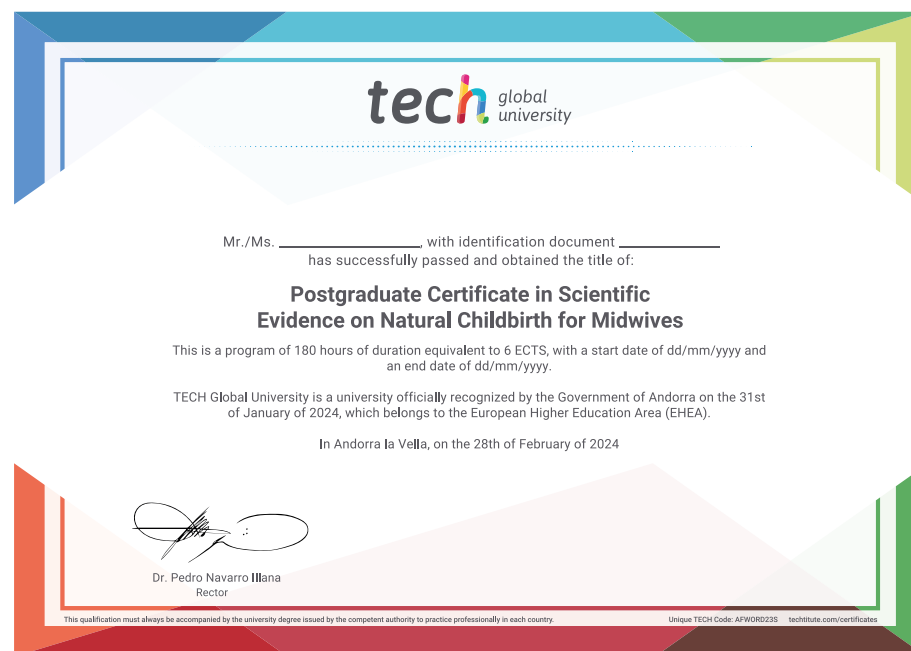 tech global
university
Mr./Ms. ____________________, with identification document ______________
has successfully passed and obtained the title of:
Postgraduate Certificate in Scientific
Evidence on Natural Childbirth for Midwives
This is a program of 180 hours of duration equivalent to 6 ECTS, with a start date of dd/mm/yyyy and
an end date of dd/mm/yyyy.
TECH Global University is a university officially recognized by the Government of Andorra on the 31st
of January of 2024, which belongs to the European Higher Education Area (EHEA).
In Andorra la Vella, on the 28th of February of 2024
Dr. Pedro Navarro Illana
Rector
This qualification must always be accompanied by the university degree issued by the competent authority to practice professionally in each country. Unique TECH Code: AFWORD23S techtitute.com/certificates